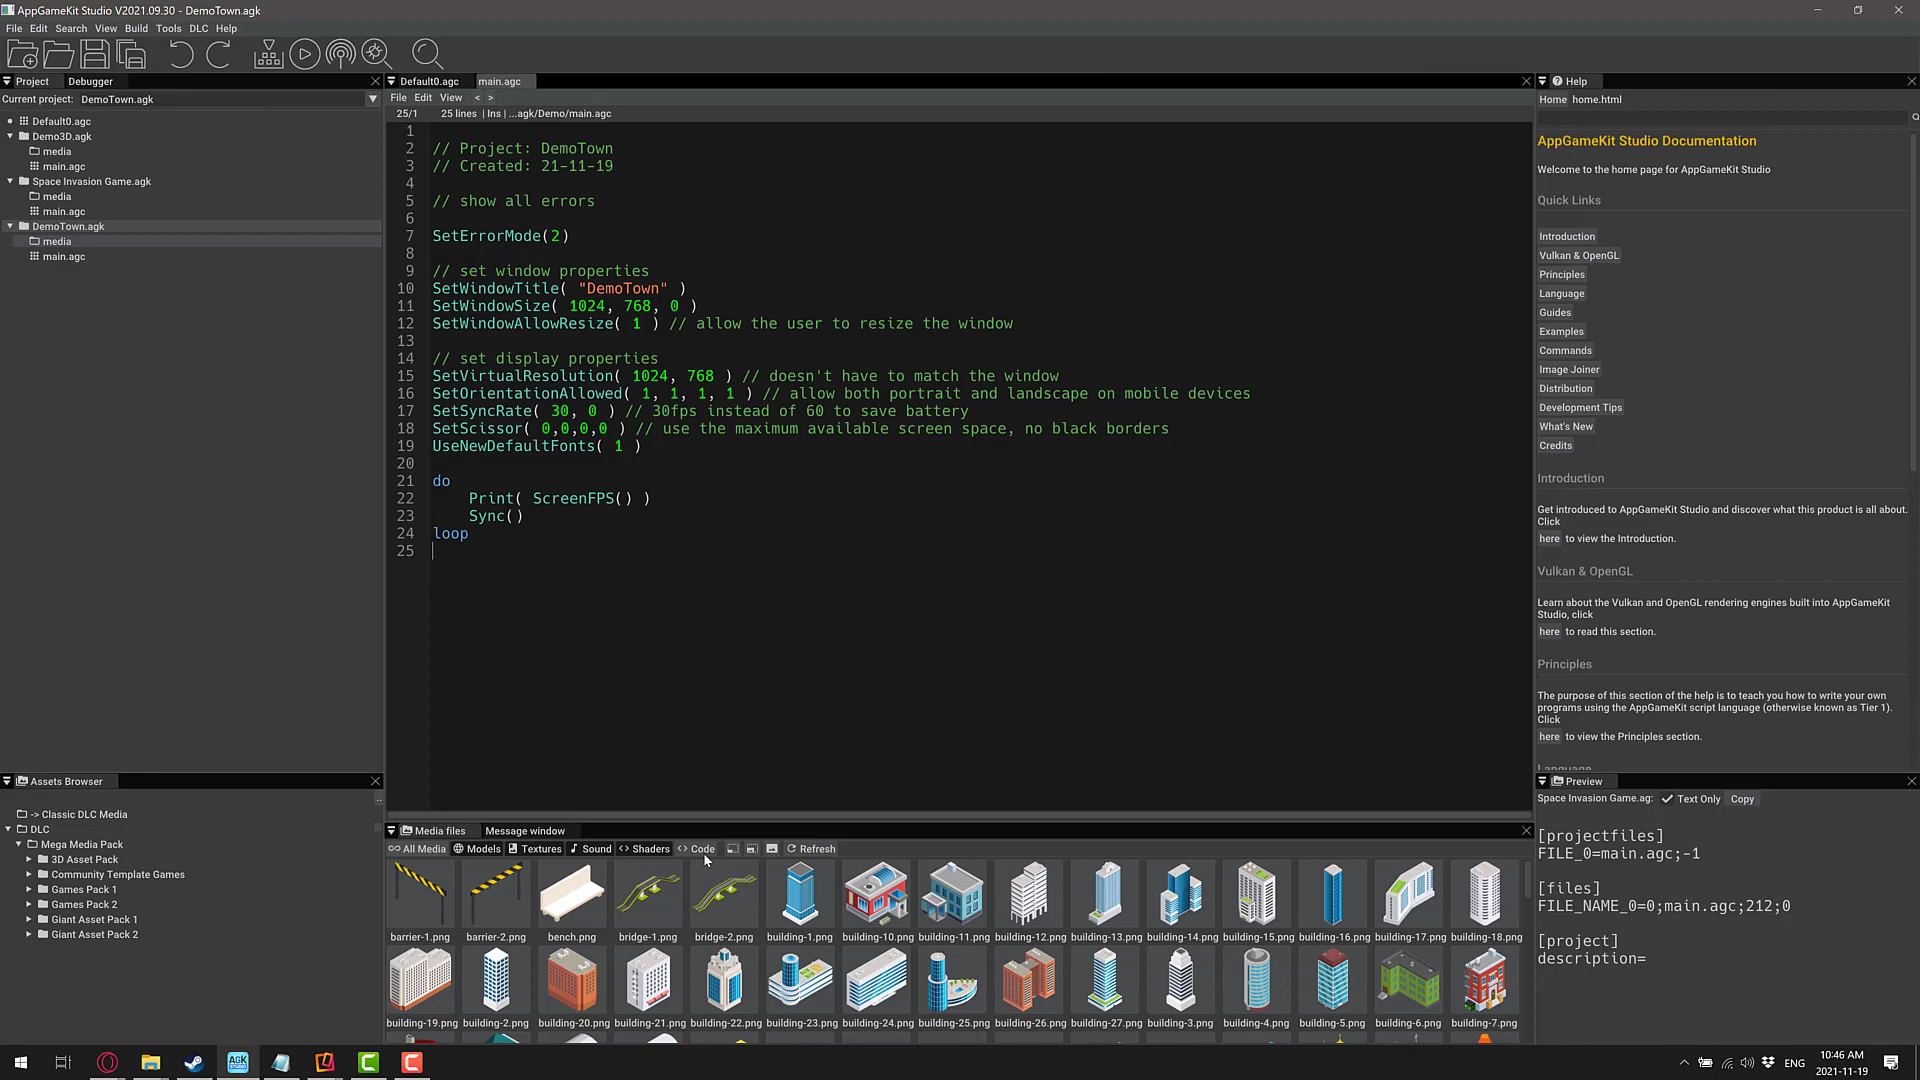 AppGameKit Studio V2021.09.30 - DemoTown.agk
File Edit Search View Build Tools DLC Help
Project Debugger
Current project: DemoTown.agk
Default0.agc
Demo3D.agk
media
main.agc
Space Invasion Game.agk
media
main.agc
DemoTown.agk
media
main.agc
Default0.agc main.agc
File Edit View < >
25/1 25 lines | Ins | ...agk/Demo/main.agc
1
2 // Project: DemoTown
3 // Created: 21-11-19
4
5 // show all errors
6
7 SetErrorMode(2)
8
9 // set window properties
10 SetWindowTitle( "DemoTown" )
11 SetWindowSize( 1024, 768, 0 )
12 SetWindowAllowResize( 1 ) // allow the user to resize the window
13
14 // set display properties
15 SetVirtualResolution( 1024, 768 ) // doesn't have to match the window
16 SetOrientationAllowed( 1, 1, 1, 1 ) // allow both portrait and landscape on mobile devices
17 SetSyncRate( 30, 0 ) // 30fps instead of 60 to save battery
18 SetScissor( 0,0,0,0 ) // use the maximum available screen space, no black borders
19 UseNewDefaultFonts( 1 )
20
21 do
22 Print( ScreenFPS() )
23 Sync()
24 loop
25
Help
Home home.html
AppGameKit Studio Documentation
Welcome to the home page for AppGameKit Studio
Quick Links
Introduction
Vulkan & OpenGL
Principles
Language
Guides
Examples
Commands
Image Joiner
Distribution
Development Tips
What's New
Credits
Introduction
Get introduced to AppGameKit Studio and discover what this product is all about.
Click
here to view the Introduction.
Vulkan & OpenGL
Learn about the Vulkan and OpenGL rendering engines built into AppGameKit
Studio, click
here to read this section.
Principles
The purpose of this section of the help is to teach you how to write your own
programs using the AppGameKit script language (otherwise known as Tier 1).
Click
here to view the Principles section.
Language
Assets Browser
..
-> Classic DLC Media
DLC
Mega Media Pack
3D Asset Pack
Community Template Games
Games Pack 1
Games Pack 2
Giant Asset Pack 1
Giant Asset Pack 2
Media files Message window
All Media Models Textures Sound <> Shaders <> Code Refresh
barrier-1.png barrier-2.png bench.png bridge-1.png bridge-2.png building-1.png building-10.png building-11.png building-12.png building-13.png building-14.png building-15.png building-16.png building-17.png building-18.png
building-19.png building-2.png building-20.png building-21.png building-22.png building-23.png building-24.png building-25.png building-26.png building-27.png building-3.png building-4.png building-5.png building-6.png building-7.png
Preview
Space Invasion Game.ag: Text Only Copy
[projectfiles]
FILE_0=main.agc;-1
[files]
FILE_NAME_0=0;main.agc;212;0
[project]
description=
AGK STUDIO
ENG
10:46 AM
2021-11-19